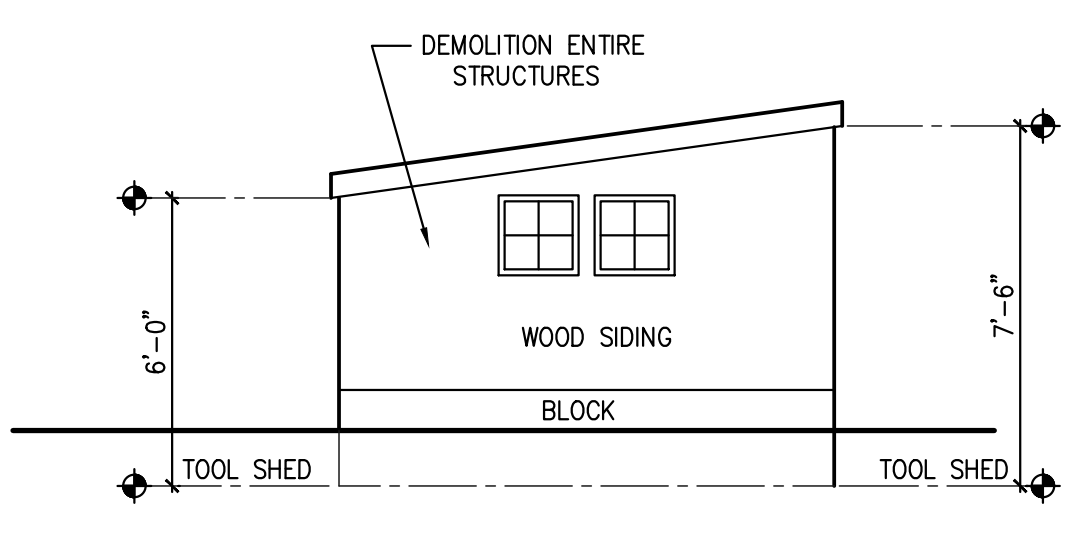 DEMOLITION ENTIRE
STRUCTURES
6'-0"
7'-6"
WOOD SIDING
BLOCK
TOOL SHED
TOOL SHED